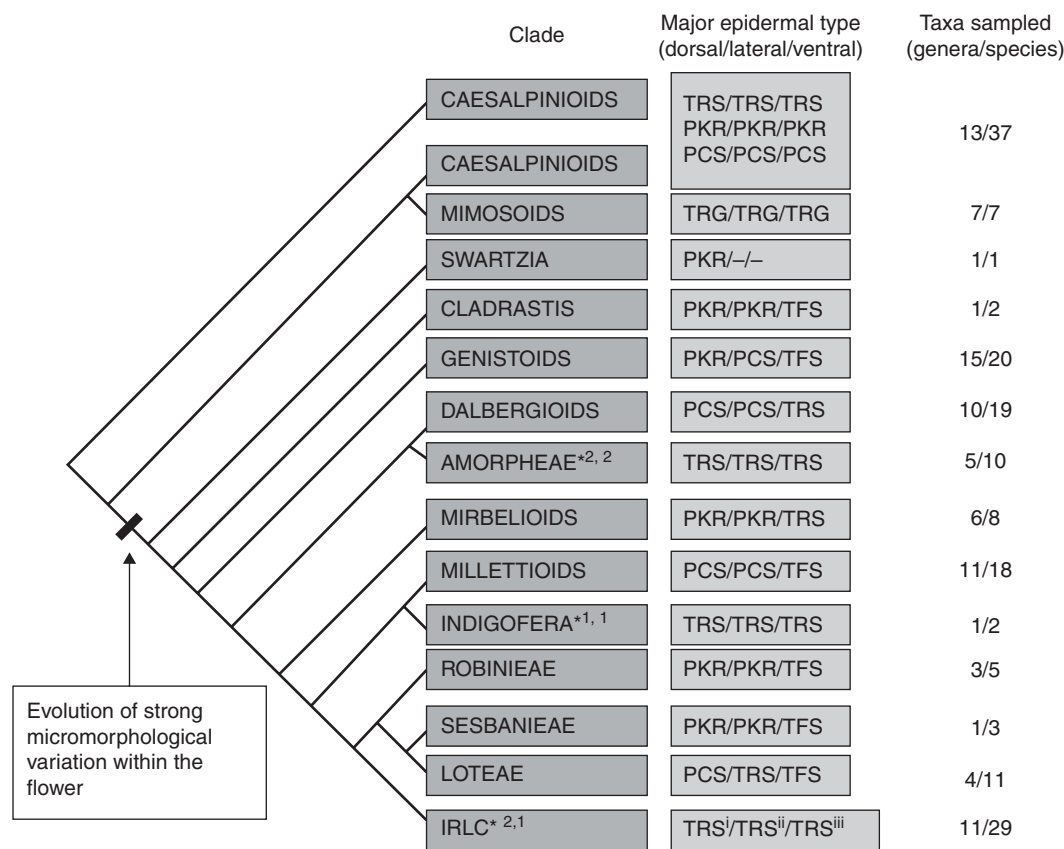 Clade
Major epidermal type
(dorsal/lateral/ventral)
Taxa sampled
(genera/species)
CAESALPINIOIDS
TRS/TRS/TRS
PKR/PKR/PKR
PCS/PCS/PCS
13/37
CAESALPINIOIDS
MIMOSOIDS TRG/TRG/TRG 7/7
SWARTZIA PKR/–/– 1/1
CLADRASTIS PKR/PKR/TFS 1/2
GENISTOIDS PKR/PCS/TFS 15/20
DALBERGIOIDS PCS/PCS/TRS 10/19
AMORPHEAE*2, 2 TRS/TRS/TRS 5/10
MIRBELIOIDS PKR/PKR/TRS 6/8
MILLETTIOIDS PCS/PCS/TFS 11/18
INDIGOFERA*1, 1 TRS/TRS/TRS 1/2
ROBINIEAE PKR/PKR/TFS 3/5
SESBANIEAE PKR/PKR/TFS 1/3
LOTEAE PCS/TRS/TFS 4/11
IRLC* 2,1 TRSi/TRSii/TRSiii 11/29
Evolution of strong
micromorphological
variation within the
flower